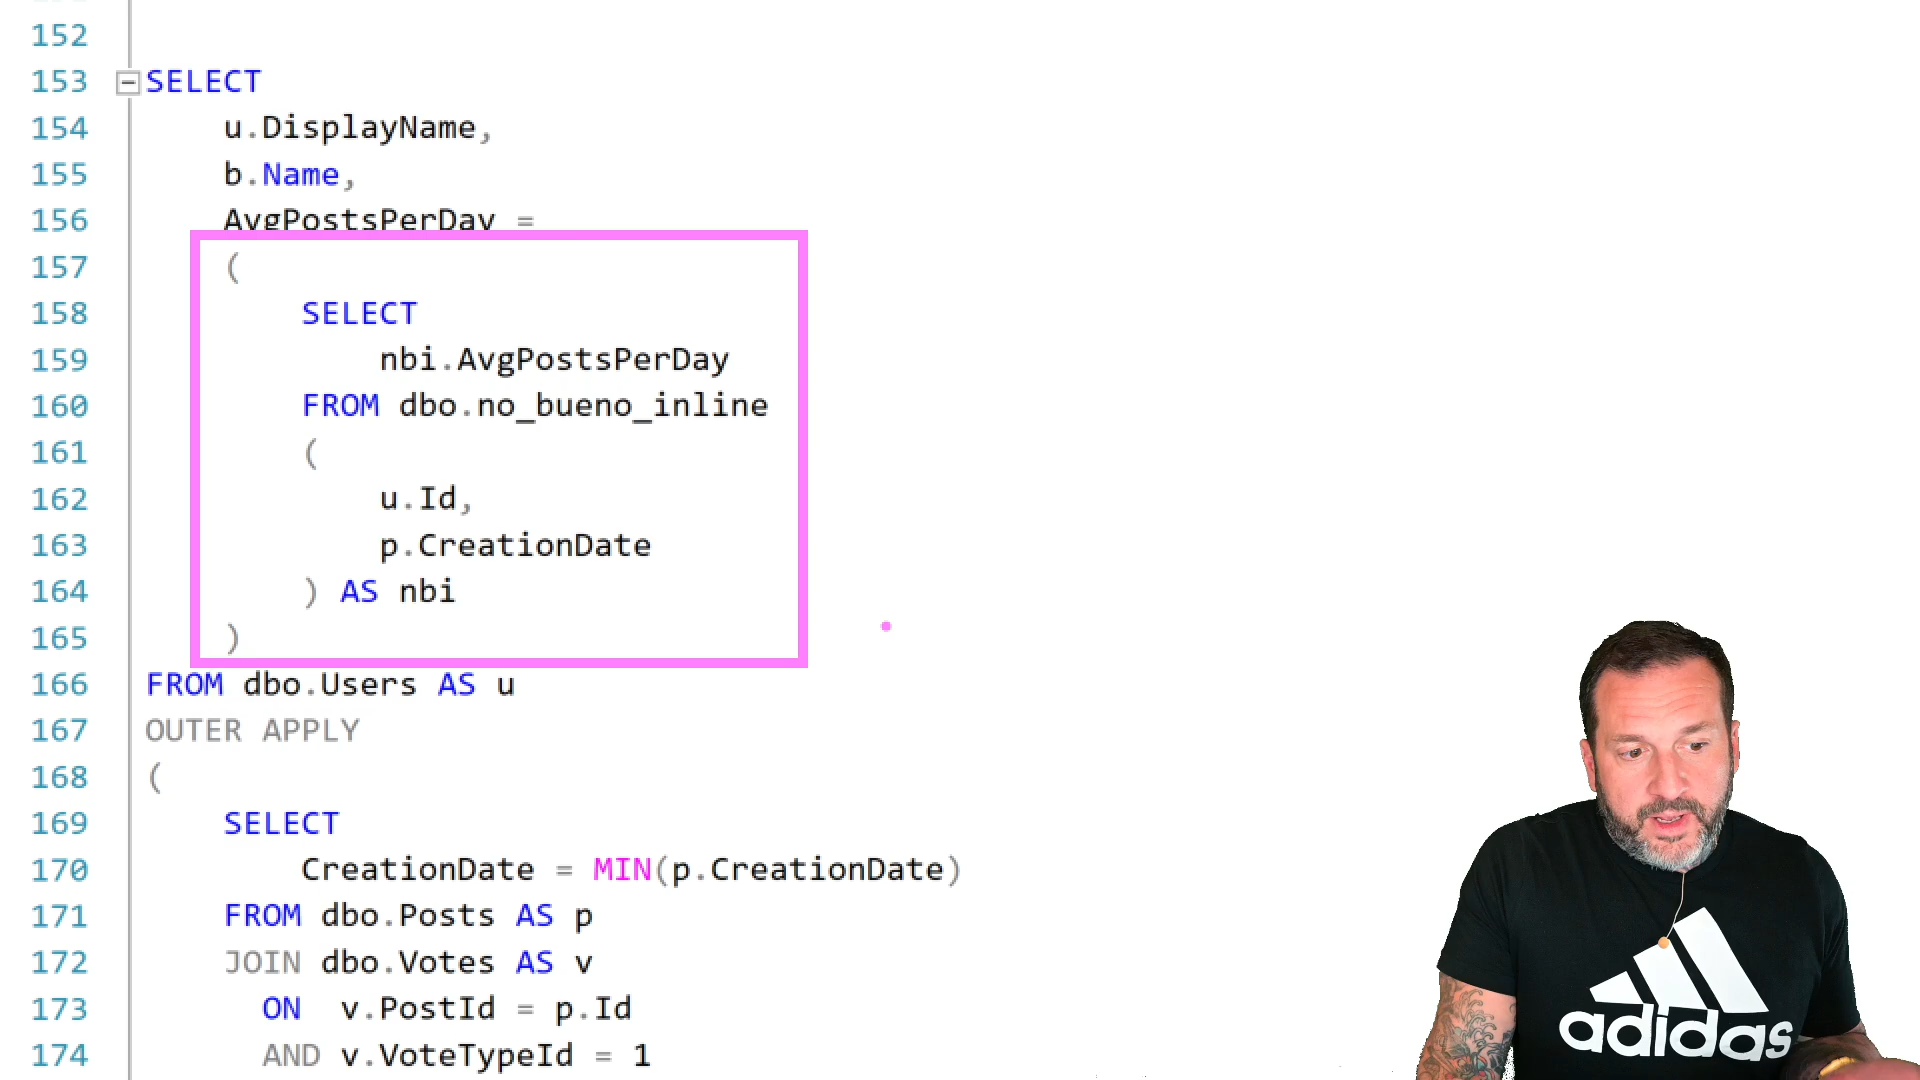 152
153 SELECT
154 u.DisplayName,
155 b.Name,
156 AvgPostsPerDay =
157 (
158 SELECT
159 nbi.AvgPostsPerDay
160 FROM dbo.no_bueno_inline
161 (
162 u.Id,
163 p.CreationDate
164 ) AS nbi
165 )
166 FROM dbo.Users AS u
167 OUTER APPLY
168 (
169 SELECT
170 CreationDate = MIN(p.CreationDate)
171 FROM dbo.Posts AS p
172 JOIN dbo.Votes AS v
173 ON v.PostId = p.Id
174 AND v.VoteTypeId = 1
adidas